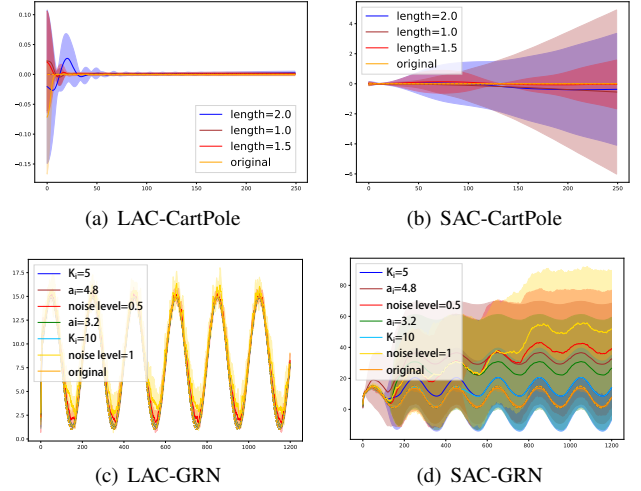 0.10
0.05
0.00
−0.05
−0.10
−0.15
length=2.0
length=1.0
length=1.5
original
0 50 100 150 200 250
(a) LAC-CartPole
4
2
0
−2
−4
−6
length=2.0
length=1.0
length=1.5
original
0 50 100 150 200 250
(b) SAC-CartPole
17.5
15.0
12.5
10.0
7.5
5.0
2.5
Ki=5
ai=4.8
noise level=0.5
ai=3.2
Ki=10
noise level=1
original
0 200 400 600 800 1000 1200
(c) LAC-GRN
80
60
40
20
0
Ki=5
ai=4.8
noise level=0.5
ai=3.2
Ki=10
noise level=1
original
0 200 400 600 800 1000 1200
(d) SAC-GRN